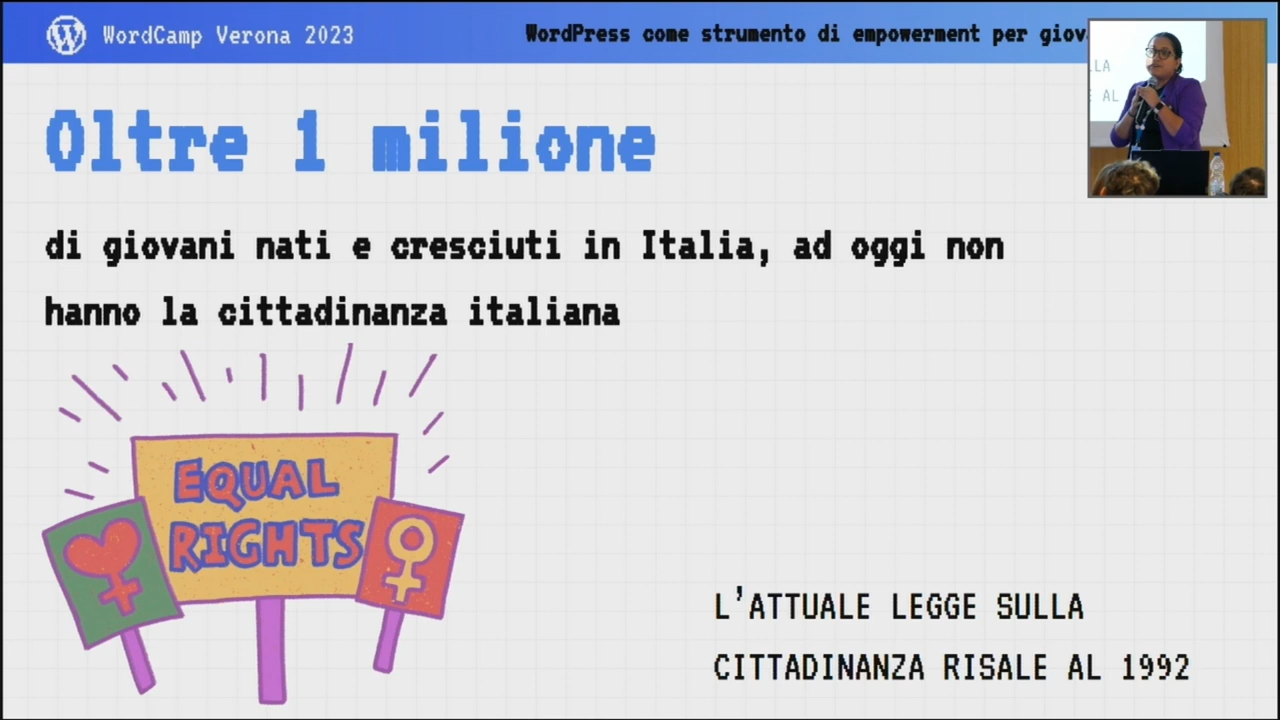 WordCamp Verona 2023
WordPress come strumento di empowerment per
Oltre 1 milione
di giovani nati e cresciuti in Italia, ad oggi non
hanno la cittadinanza italiana
EQUAL
RIGHTS
L'ATTUALE LEGGE SULLA
CITTADINANZA RISALE AL 1992
AL